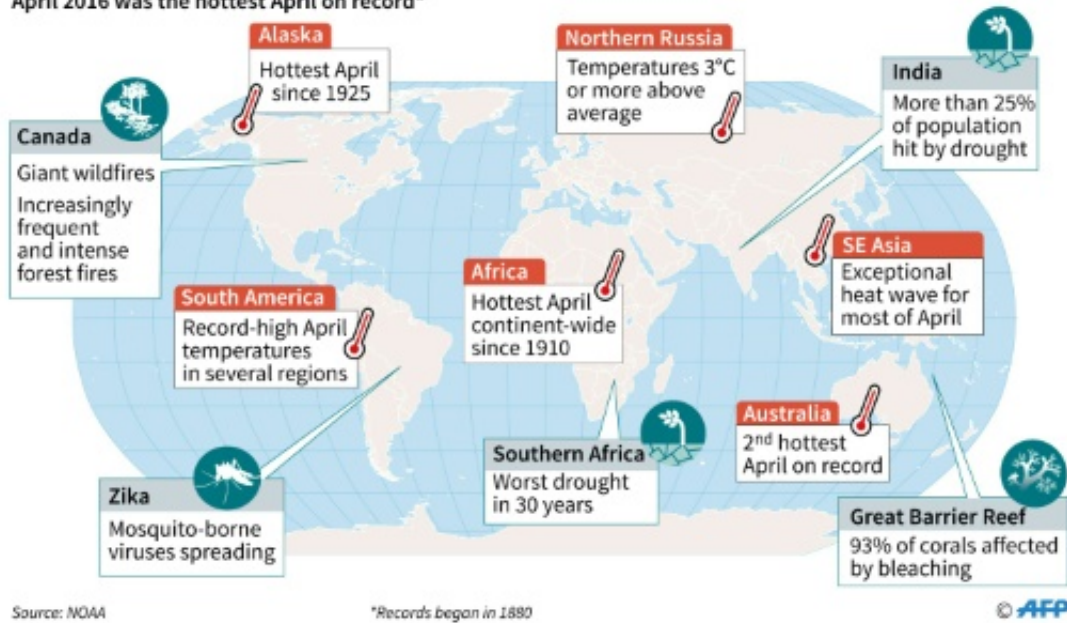 April 2016 was the hottest April on record*
Alaska
Hottest April
since 1925
Northern Russia
Temperatures 3°C
or more above
average
India
More than 25%
of population
hit by drought
Canada
Giant wildfires
Increasingly
frequent
and intense
forest fires
SE Asia
Exceptional
heat wave for
most of April
Africa
Hottest April
continent-wide
since 1910
South America
Record-high April
temperatures
in several regions
Australia
2nd hottest
April on record
Southern Africa
Worst drought
in 30 years
Zika
Mosquito-borne
viruses spreading
Great Barrier Reef
93% of corals affected
by bleaching
Source: NOAA
*Records began in 1880
© AFP